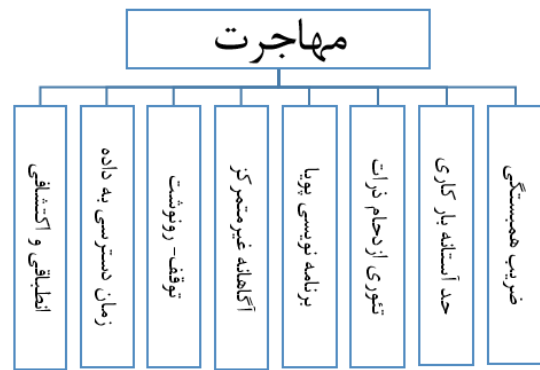 مهاجرت
ضریب همبستگی
حد آستانه بار کاری
تئوری ازدحام ذرات
برنامه نویسی پویا
آگاهانه غیرمتمرکز
توقف- رونوشت
زمان دسترسی به داده
انطباقی و اکتشافی